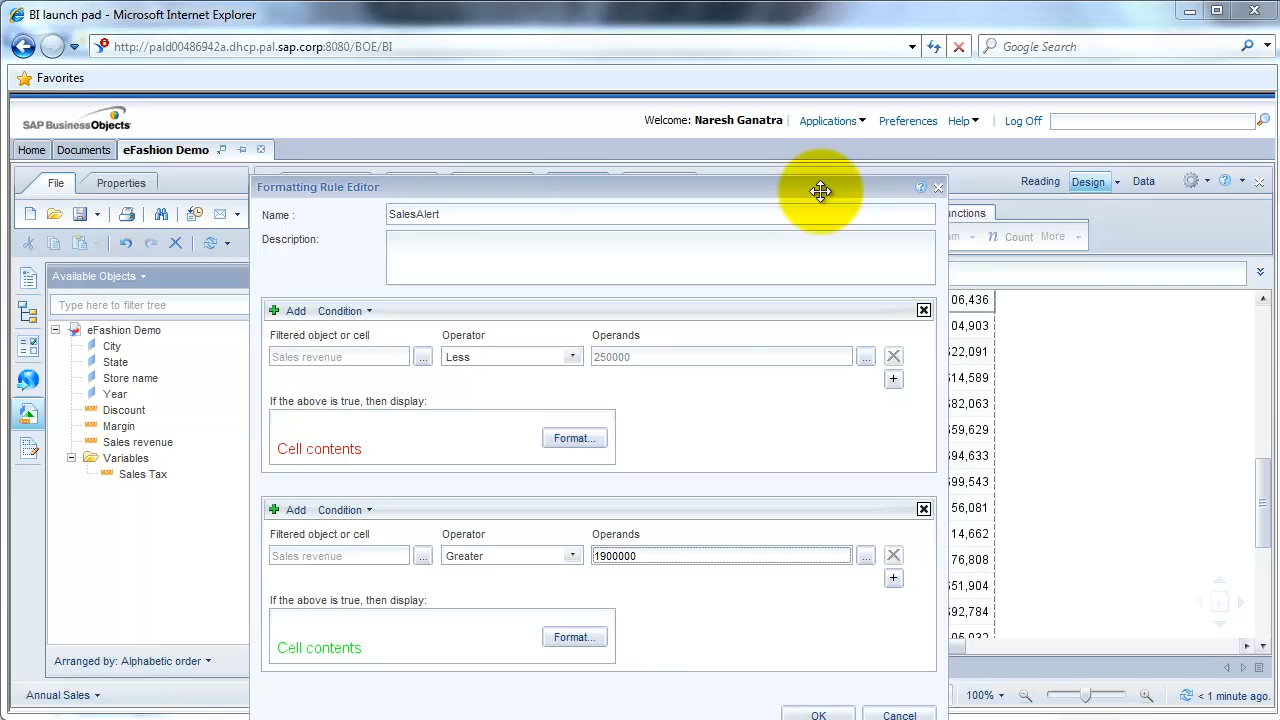 BI launch pad - Microsoft Internet Explorer
http://pald00486942a.dhcp.pal.sap.corp:8080/BOE/BI
Google Search
Favorites
SAP BusinessObjects
Welcome: Naresh Ganatra
Applications
Preferences
Help
Log Off
Home
Documents
eFashion Demo
File
Properties
Reading
Design
Data
Formatting Rule Editor
Name :
SalesAlert
Description:
Count
More
Available Objects
Type here to filter tree
eFashion Demo
City
State
Store name
Year
Discount
Margin
Sales revenue
Variables
Sales Tax
Arranged by: Alphabetic order
Annual Sales
Add
Condition
Filtered object or cell
Operator
Operands
Sales revenue
...
Less
250000
...
If the above is true, then display:
Cell contents
Format...
Add
Condition
Filtered object or cell
Operator
Operands
Sales revenue
...
Greater
1900000
...
If the above is true, then display:
Cell contents
Format...
OK
Cancel
06,436
04,903
22,091
14,589
82,063
59,629
94,633
99,543
56,081
14,662
76,808
51,904
92,784
100%
< 1 minute ago.